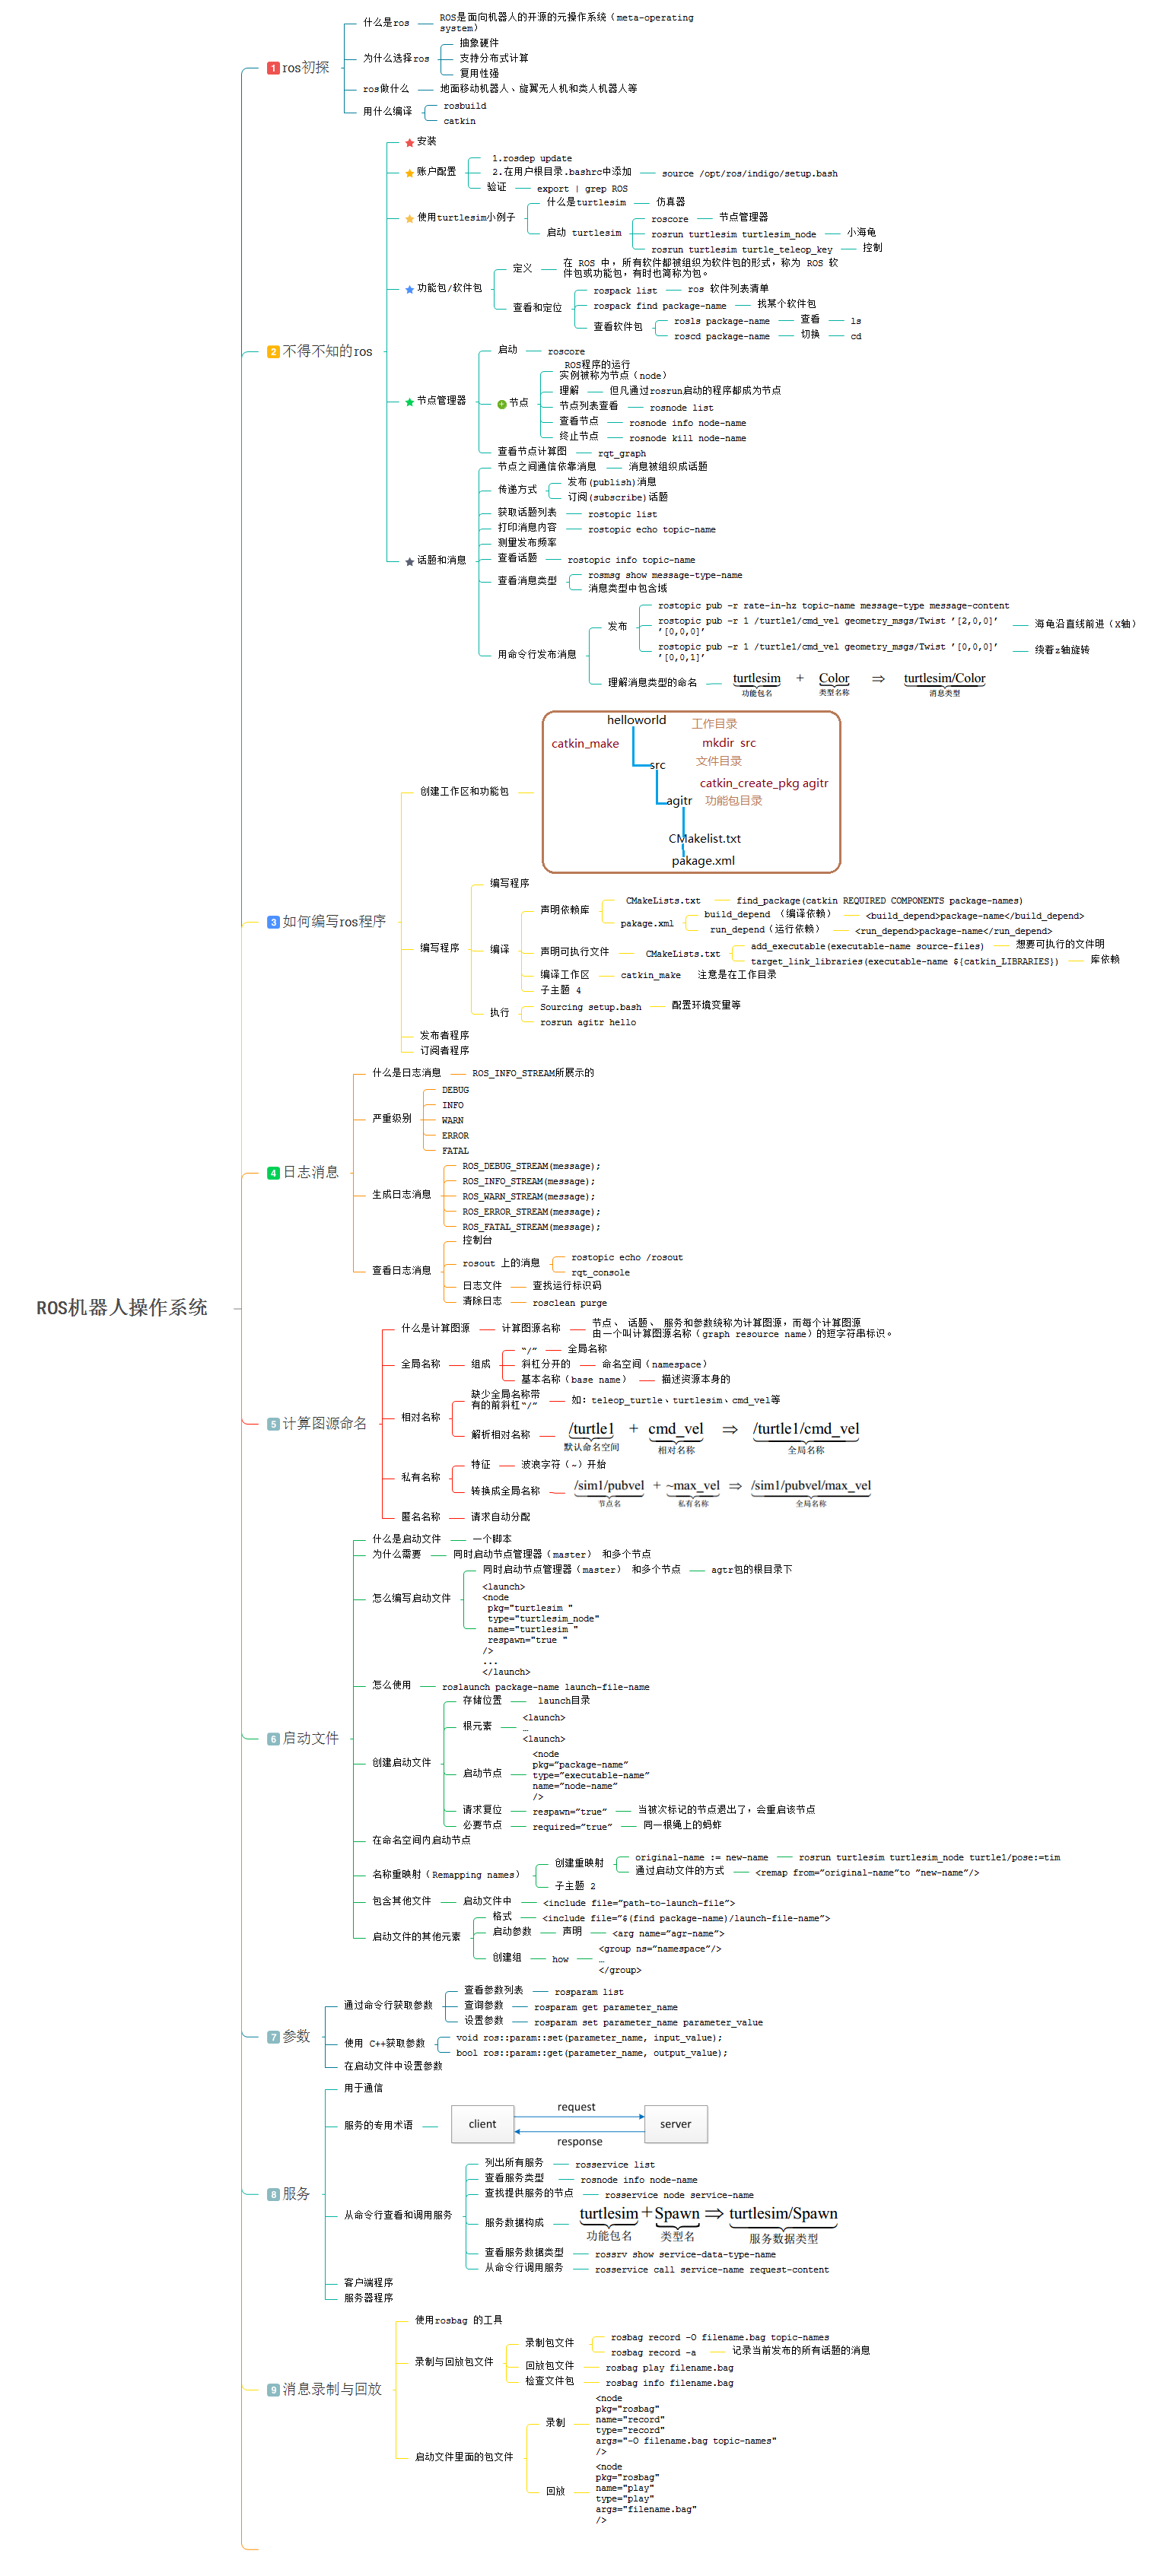 ROS机器人操作系统
1 ros初探
什么是ros
ROS是面向机器人的开源的元操作系统（meta-operating
system）
为什么选择ros
抽象硬件
支持分布式计算
复用性强
ros做什么
地面移动机器人、旋翼无人机和类人机器人等
用什么编译
rosbuild
catkin
2 不得不知的ros
安装
账户配置
1.rosdep update
2.在用户根目录.bashrc中添加
source /opt/ros/indigo/setup.bash
验证
export | grep ROS
使用turtlesim小例子
什么是turtlesim
仿真器
启动 turtlesim
roscore
节点管理器
rosrun turtlesim turtlesim_node
小海龟
rosrun turtlesim turtle_teleop_key
控制
功能包/软件包
定义
在 ROS 中，所有软件都被组织为软件包的形式，称为 ROS 软
件包或功能包，有时也简称为包。
查看和定位
rospack list
ros 软件列表清单
rospack find package-name
找某个软件包
查看软件包
rosls package-name
查看
ls
roscd package-name
切换
cd
节点管理器
启动
roscore
节点
ROS程序的运行
实例被称为节点（node）
理解
但凡通过rosrun启动的程序都成为节点
节点列表查看
rosnode list
查看节点
rosnode info node-name
终止节点
rosnode kill node-name
查看节点计算图
rqt_graph
话题和消息
节点之间通信依靠消息
消息被组织成话题
传递方式
发布(publish)消息
订阅(subscribe)话题
获取话题列表
rostopic list
打印消息内容
rostopic echo topic-name
测量发布频率
查看话题
rostopic info topic-name
查看消息类型
rosmsg show message-type-name
消息类型中包含域
用命令行发布消息
发布
rostopic pub -r rate-in-hz topic-name message-type message-content
rostopic pub -r 1 /turtle1/cmd_vel geometry_msgs/Twist ’[2,0,0]’
’[0,0,0]’
海龟沿直线前进（X轴）
rostopic pub -r 1 /turtle1/cmd_vel geometry_msgs/Twist ’[0,0,0]’
’[0,0,1]’
绕着z轴旋转
理解消息类型的命名
turtlesim + Color ⇒ turtlesim/Color
功能包名 类型名称 消息类型
3 如何编写ros程序
创建工作区和功能包
helloworld 工作目录
catkin_make mkdir src
src 文件目录
catkin_create_pkg agitr
agitr 功能包目录
CMakelist.txt
pakage.xml
编写程序
编写程序
编译
声明依赖库
CMakeLists.txt
find_package(catkin REQUIRED COMPONENTS package-names)
pakage.xml
build_depend （编译依赖）
<build_depend>package-name</build_depend>
run_depend（运行依赖）
<run_depend>package-name</run_depend>
声明可执行文件
CMakeLists.txt
add_executable(executable-name source-files)
想要可执行的文件明
target_link_libraries(executable-name ${catkin_LIBRARIES})
库依赖
编译工作区
catkin_make 注意是在工作目录
子主题 4
执行
Sourcing setup.bash
配置环境变量等
rosrun agitr hello
发布者程序
订阅者程序
4 日志消息
什么是日志消息
ROS_INFO_STREAM所展示的
严重级别
DEBUG
INFO
WARN
ERROR
FATAL
生成日志消息
ROS_DEBUG_STREAM(message);
ROS_INFO_STREAM(message);
ROS_WARN_STREAM(message);
ROS_ERROR_STREAM(message);
ROS_FATAL_STREAM(message);
查看日志消息
控制台
rosout 上的消息
rostopic echo /rosout
rqt_console
日志文件
查找运行标识码
清除日志
rosclean purge
5 计算图源命名
什么是计算图源
计算图源名称
节点、 话题、 服务和参数统称为计算图源，而每个计算图源
由一个叫计算图源名称（graph resource name）的短字符串标识。
全局名称
组成
“/”
全局名称
斜杠分开的
命名空间（namespace）
基本名称（base name）
描述资源本身的
相对名称
缺少全局名称带
有的前斜杠“/”
如：teleop_turtle、turtlesim、cmd_vel等
解析相对名称
/turtle1 + cmd_vel ⇒ /turtle1/cmd_vel
默认命名空间 相对名称 全局名称
私有名称
特征
波浪字符（~）开始
转换成全局名称
/sim1/pubvel + ~max_vel ⇒ /sim1/pubvel/max_vel
节点名 私有名称 全局名称
匿名名称
请求自动分配
6 启动文件
什么是启动文件
一个脚本
为什么需要
同时启动节点管理器（master） 和多个节点
怎么编写启动文件
同时启动节点管理器（master） 和多个节点
agtr包的根目录下
<launch>
<node
pkg="turtlesim "
type="turtlesim_node"
name="turtlesim "
respawn="true "
/>
...
</launch>
怎么使用
roslaunch package-name launch-file-name
创建启动文件
存储位置
launch目录
根元素
<launch>
…
<launch>
启动节点
<node
pkg=”package-name”
type=”executable-name”
name=”node-name”
/>
请求复位
respawn=”true”
当被次标记的节点退出了，会重启该节点
必要节点
required=”true”
同一根绳上的蚂蚱
在命名空间内启动节点
名称重映射（Remapping names）
创建重映射
original-name := new-name
rosrun turtlesim turtlesim_node turtle1/pose:=tim
通过启动文件的方式
<remap from=”original-name”to ”new-name”/>
子主题 2
包含其他文件
启动文件中
<include file=”path-to-launch-file”>
启动文件的其他元素
格式
<include file=”$(find package-name)/launch-file-name”>
启动参数
声明
<arg name=”agr-name”>
创建组
how
<group ns=”namespace”/>
…
</group>
7 参数
通过命令行获取参数
查看参数列表
rosparam list
查询参数
rosparam get parameter_name
设置参数
rosparam set parameter_name parameter_value
使用 C++获取参数
void ros::param::set(parameter_name, input_value);
bool ros::param::get(parameter_name, output_value);
在启动文件中设置参数
8 服务
用于通信
服务的专用术语
client request server
response
从命令行查看和调用服务
列出所有服务
rosservice list
查看服务类型
rosnode info node-name
查找提供服务的节点
rosservice node service-name
服务数据构成
turtlesim+Spawn⇒turtlesim/Spawn
功能包名 类型名 服务数据类型
查看服务数据类型
rossrv show service-data-type-name
从命令行调用服务
rosservice call service-name request-content
客户端程序
服务器程序
9 消息录制与回放
使用rosbag 的工具
录制与回放包文件
录制包文件
rosbag record -O filename.bag topic-names
rosbag record -a
记录当前发布的所有话题的消息
回放包文件
rosbag play filename.bag
检查文件包
rosbag info filename.bag
启动文件里面的包文件
录制
<node
pkg="rosbag"
name="record"
type="record"
args="-O filename.bag topic-names"
/>
回放
<node
pkg="rosbag"
name="play"
type="play"
args="filename.bag"
/>